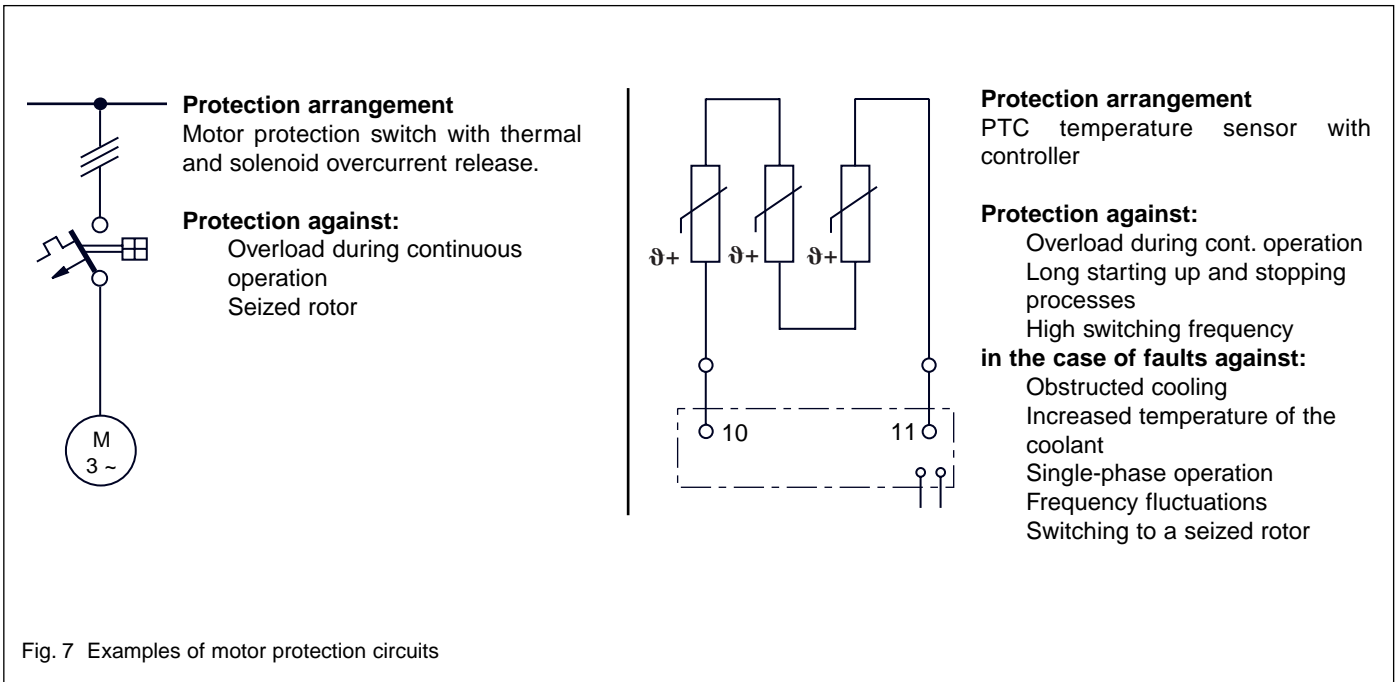 Protection arrangement
Motor protection switch with thermal
and solenoid overcurrent release.
Protection against:
Overload during continuous
operation
Seized rotor
M
3 ~
ϑ+ ϑ+ ϑ+
10 11
Protection arrangement
PTC temperature sensor with
controller
Protection against:
Overload during cont. operation
Long starting up and stopping
processes
High switching frequency
in the case of faults against:
Obstructed cooling
Increased temperature of the
coolant
Single-phase operation
Frequency fluctuations
Switching to a seized rotor
Fig. 7 Examples of motor protection circuits